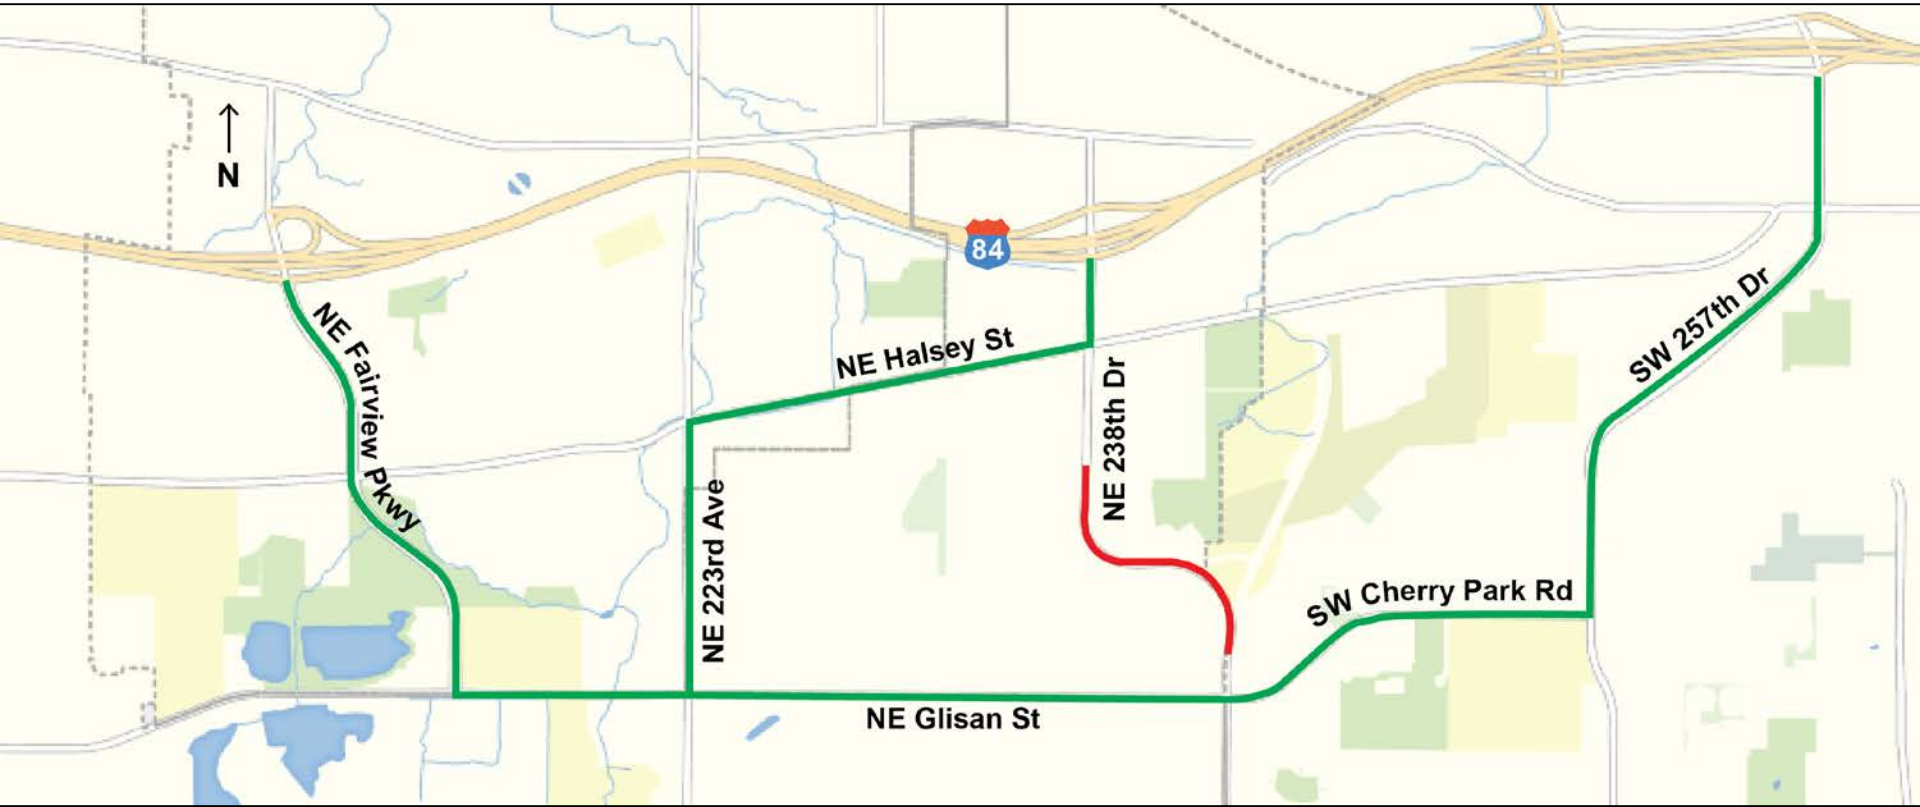 N
84
NE Fairview Pkwy
NE Halsey St
NE 238th Dr
SW 257th Dr
NE 223rd Ave
SW Cherry Park Rd
NE Glisan St